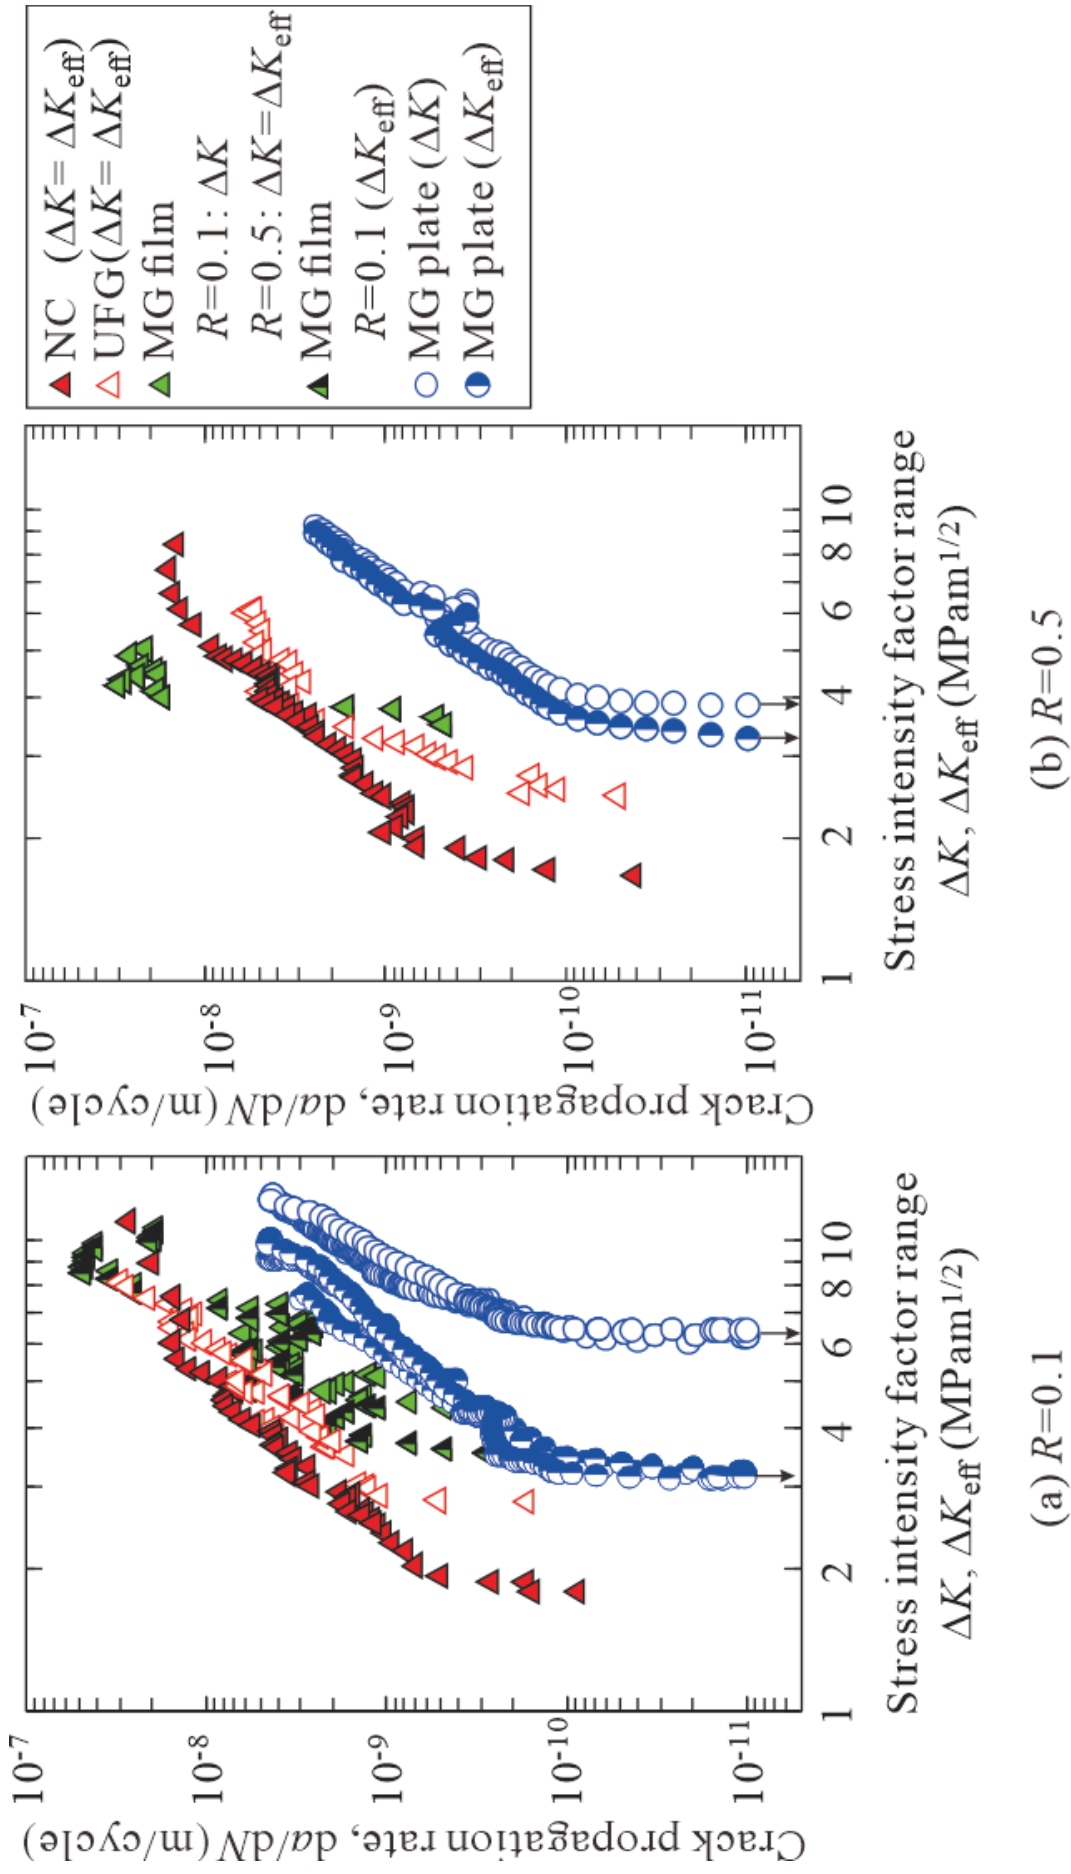 10-7
10-8
10-9
10-10
10-11
Crack propagation rate, da/dN (m/cycle)
1
2
4
6
8
10
Stress intensity factor range
ΔK, ΔKeff (MPam1/2)
(a) R=0.1
10-7
10-8
10-9
10-10
10-11
Crack propagation rate, da/dN (m/cycle)
1
2
4
6
8
10
Stress intensity factor range
ΔK, ΔKeff (MPam1/2)
(b) R=0.5
NC (ΔK= ΔKeff)
UFG(ΔK= ΔKeff)
MG film
R=0.1: ΔK
R=0.5: ΔK=ΔKeff
MG film
R=0.1 (ΔKeff)
MG plate (ΔK)
MG plate (ΔKeff)